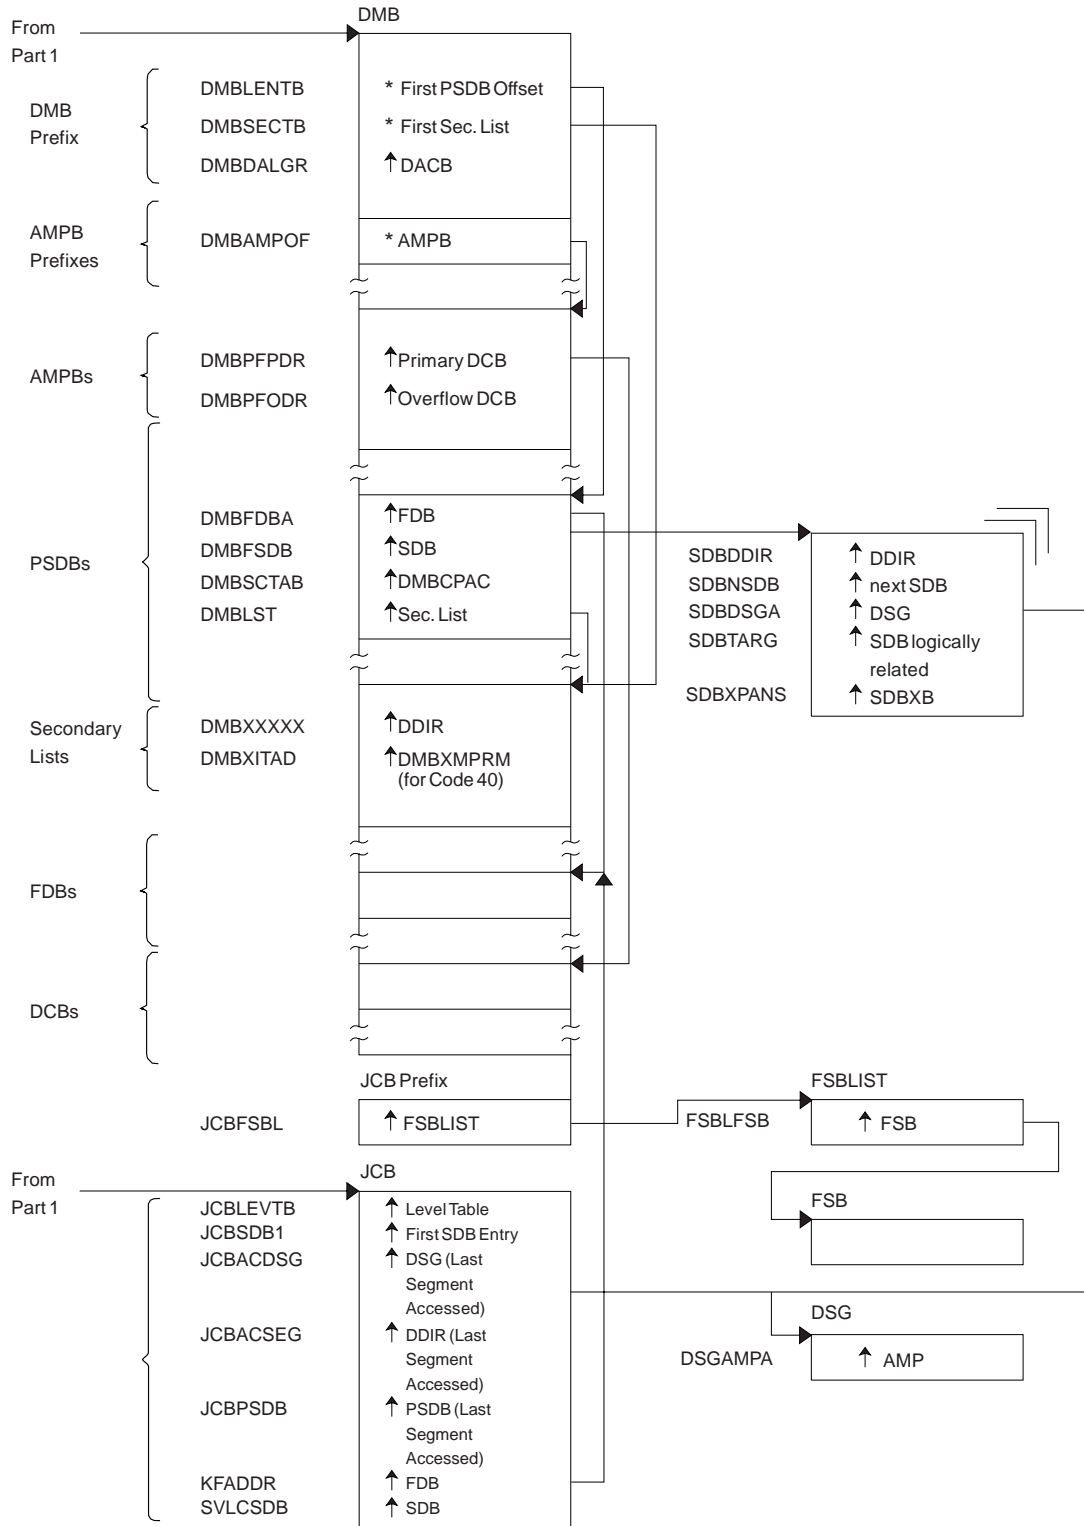 DMB
From
Part 1
DMB
Prefix
DMBLENTB * First PSDB Offset
DMBSECTB * First Sec. List
DMBDALGR ↑ DACB
AMPB
Prefixes
DMBAMPOF * AMPB
AMPBs
DMBPFPDR ↑ Primary DCB
DMBPFODR ↑ Overflow DCB
PSDBs
DMBFDBA ↑ FDB
DMBFSDB ↑ SDB
DMBSCTAB ↑ DMBCPAC
DMBLST ↑ Sec. List
SDBDDIR ↑ DDIR
SDBNSDB ↑ next SDB
SDBDSGA ↑ DSG
SDBTARG ↑ SDB logically
related
SDBXPANS ↑ SDBXB
Secondary
Lists
DMBXXXXX ↑ DDIR
DMBXITAD ↑ DMBXMPRM
(for Code 40)
FDBs
DCBs
JCB Prefix
JCBFSBL ↑ FSBLIST
FSBLIST
FSBLFSB ↑ FSB
FSB
From
Part 1
JCB
JCBLEVTB ↑ Level Table
JCBSDB1 ↑ First SDB Entry
JCBACDSG ↑ DSG (Last
Segment
Accessed)
JCBACSEG ↑ DDIR (Last
Segment
Accessed)
JCBPSDB ↑ PSDB (Last
Segment
Accessed)
KFADDR ↑ FDB
SVLCSDB ↑ SDB
DSG
DSGAMPA ↑ AMP